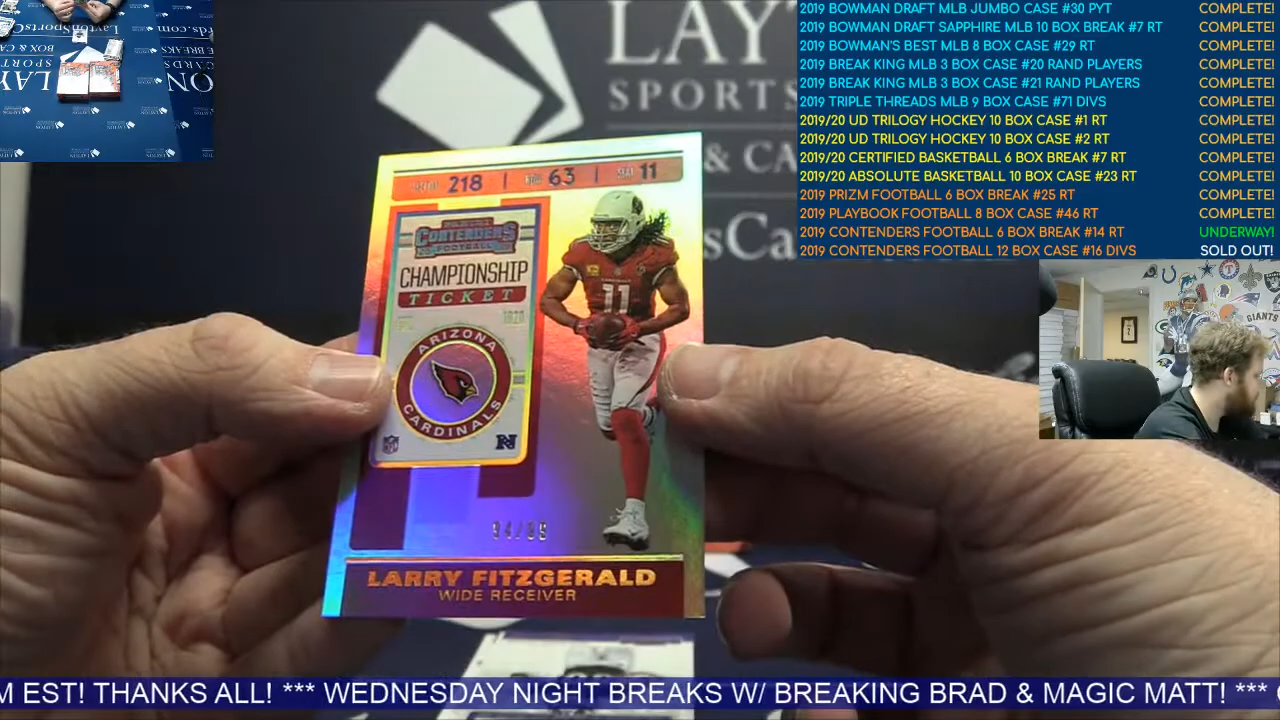 2019 BOWMAN DRAFT MLB JUMBO CASE #30 PYT COMPLETE!
2019 BOWMAN DRAFT SAPPHIRE MLB 10 BOX BREAK #7 RT COMPLETE!
2019 BOWMAN'S BEST MLB 8 BOX CASE #29 RT COMPLETE!
2019 BREAK KING MLB 3 BOX CASE #20 RAND PLAYERS COMPLETE!
2019 BREAK KING MLB 3 BOX CASE #21 RAND PLAYERS COMPLETE!
2019 TRIPLE THREADS MLB 9 BOX CASE #71 DIVS COMPLETE!
2019/20 UD TRILOGY HOCKEY 10 BOX CASE #1 RT COMPLETE!
2019/20 UD TRILOGY HOCKEY 10 BOX CASE #2 RT COMPLETE!
2019/20 CERTIFIED BASKETBALL 6 BOX BREAK #7 RT COMPLETE!
2019/20 ABSOLUTE BASKETBALL 10 BOX CASE #23 RT COMPLETE!
2019 PRIZM FOOTBALL 6 BOX BREAK #25 RT COMPLETE!
2019 PLAYBOOK FOOTBALL 8 BOX CASE #46 RT COMPLETE!
2019 CONTENDERS FOOTBALL 6 BOX BREAK #14 RT UNDERWAY!
2019 CONTENDERS FOOTBALL 12 BOX CASE #16 DIVS SOLD OUT!
LAY
SPORTS
& CA
sCa
218 | 63 | 11
CONTENDERS
FOOTBALL
CHAMPIONSHIP
TICKET
ARIZONA
CARDINALS
NFL
N
11
LARRY FITZGERALD
WIDE RECEIVER
GIANTS
M EST! THANKS ALL! *** WEDNESDAY NIGHT BREAKS W/ BREAKING BRAD & MAGIC MATT! ***